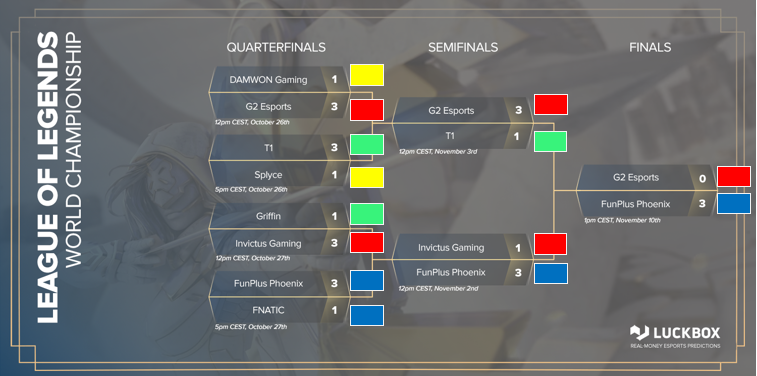 LEAGUE OF LEGENDS
WORLD CHAMPIONSHIP
QUARTERFINALS
DAMWON Gaming 1
G2 Esports 3
12pm CEST, October 26th
T1 3
Splyce 1
5pm CEST, October 26th
Griffin 1
Invictus Gaming 3
12pm CEST, October 27th
FunPlus Phoenix 3
FNATIC 1
5pm CEST, October 27th
SEMIFINALS
G2 Esports 3
T1 1
12pm CEST, November 3rd
Invictus Gaming 1
FunPlus Phoenix 3
12pm CEST, November 2nd
FINALS
G2 Esports 0
FunPlus Phoenix 3
1pm CEST, November 10th
LUCKBOX
REAL-MONEY ESPORTS PREDICTIONS